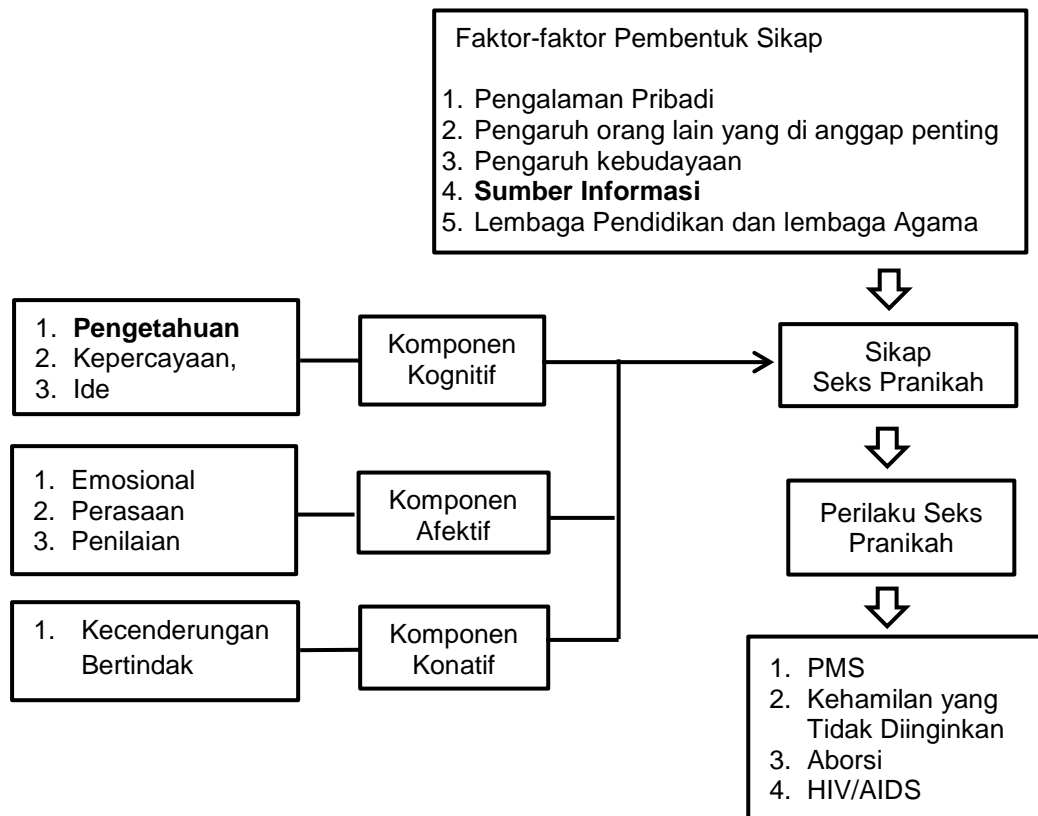 Faktor-faktor Pembentuk Sikap
1. Pengalaman Pribadi
2. Pengaruh orang lain yang di anggap penting
3. Pengaruh kebudayaan
4. Sumber Informasi
5. Lembaga Pendidikan dan lembaga Agama
1. Pengetahuan
2. Kepercayaan,
3. Ide
Komponen
Kognitif
Sikap
Seks Pranikah
1. Emosional
2. Perasaan
3. Penilaian
Komponen
Afektif
Perilaku Seks
Pranikah
1. Kecenderungan
Bertindak
Komponen
Konatif
1. PMS
2. Kehamilan yang
Tidak Diinginkan
3. Aborsi
4. HIV/AIDS